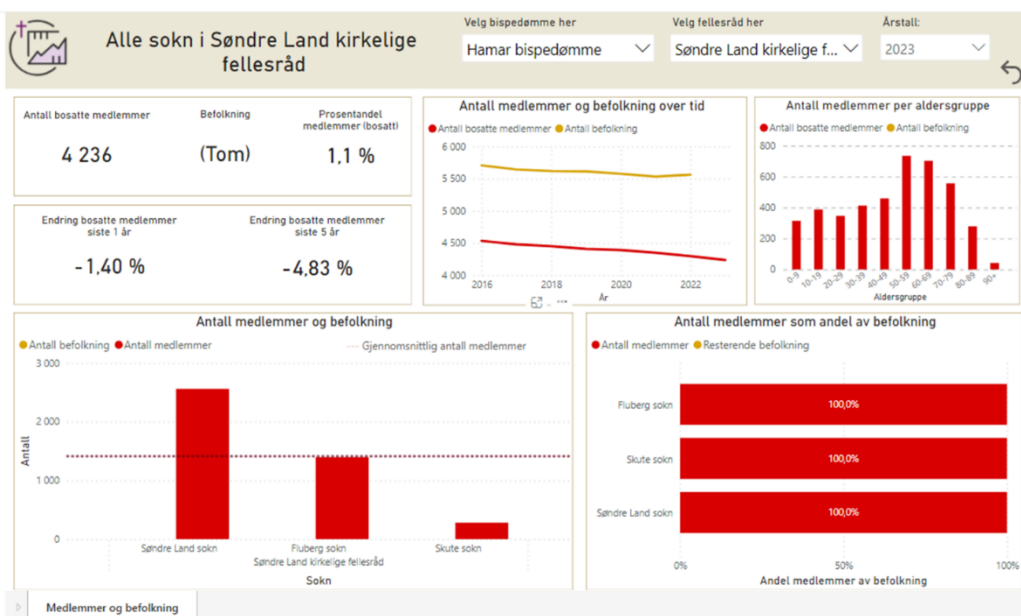 Alle sokn i Søndre Land kirkelige
fellesråd
Velg bispedømme her
Hamar bispedømme
Velg fellesråd her
Søndre Land kirkelige f...
Årstall:
2023
Antall bosatte medlemmer
4 236
Befolkning
(Tom)
Prosentandel
medlemmer (bosatt)
1,1 %
Endring bosatte medlemmer
siste 1 år
-1,40 %
Endring bosatte medlemmer
siste 5 år
-4,83 %
Antall medlemmer og befolkning over tid
Antall bosatte medlemmer Antall befolkning
6 000
5 500
5 000
4 500
4 000
2016 2018 2020 2022
År
Antall medlemmer per aldersgruppe
Antall bosatte medlemmer Antall befolkning
800
600
400
200
0
0-9 10-19 20-29 30-39 40-49 50-59 60-69 70-79 80-89 90+
Aldersgruppe
Antall medlemmer og befolkning
Antall befolkning Antall medlemmer Gjennomsnittlig antall medlemmer
3 000
2 000
1 000
0
Antall
Søndre Land sokn Fluberg sokn Skute sokn
Søndre Land kirkelige fellesråd
Sokn
Antall medlemmer som andel av befolkning
Antall medlemmer Resterende befolkning
Fluberg sokn 100,0%
Skute sokn 100,0%
Søndre Land sokn 100,0%
0% 50% 100%
Andel medlemmer av befolkning
Medlemmer og befolkning